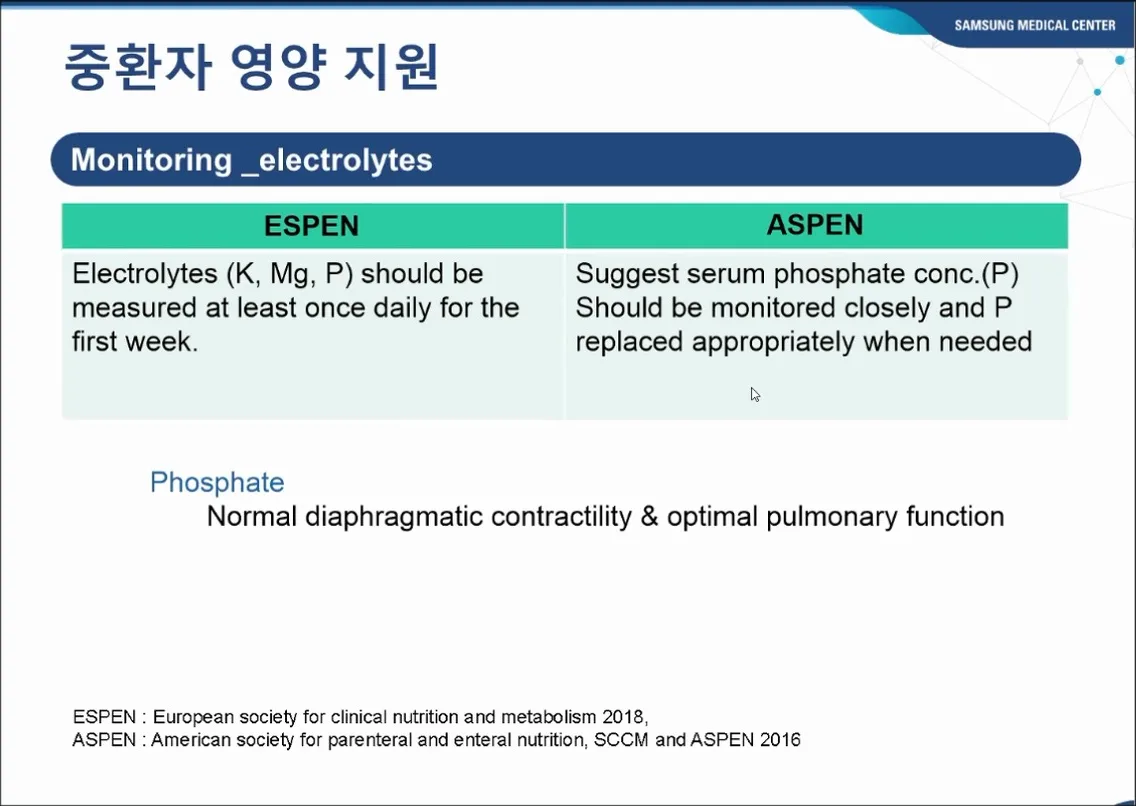 SAMSUNG MEDICAL CENTER
중환자 영양 지원
Monitoring _electrolytes
ESPEN
Electrolytes (K, Mg, P) should be
measured at least once daily for the
first week.
ASPEN
Suggest serum phosphate conc.(P)
Should be monitored closely and P
replaced appropriately when needed
Phosphate
Normal diaphragmatic contractility & optimal pulmonary function
ESPEN : European society for clinical nutrition and metabolism 2018,
ASPEN : American society for parenteral and enteral nutrition, SCCM and ASPEN 2016